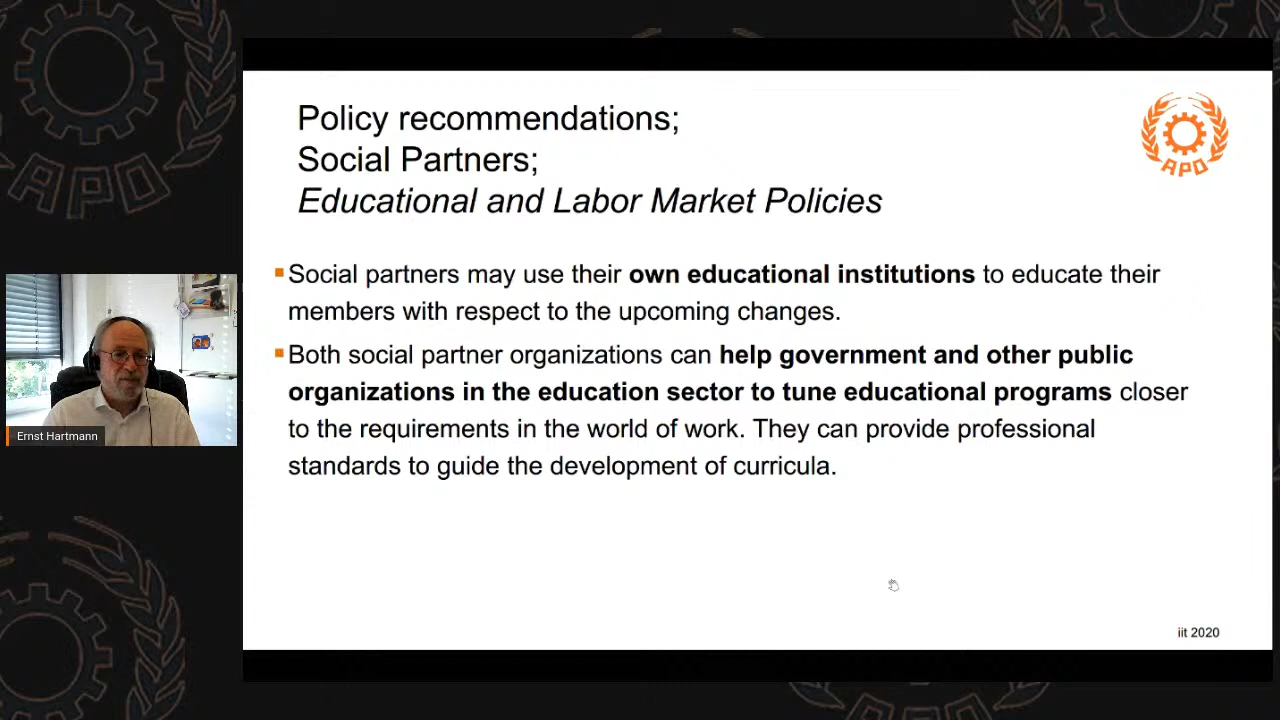 Policy recommendations;
Social Partners;
Educational and Labor Market Policies
APO
▪Social partners may use their own educational institutions to educate their
members with respect to the upcoming changes.
▪Both social partner organizations can help government and other public
organizations in the education sector to tune educational programs closer
to the requirements in the world of work. They can provide professional
standards to guide the development of curricula.
Ernst Hartmann
iit 2020
APO
APO